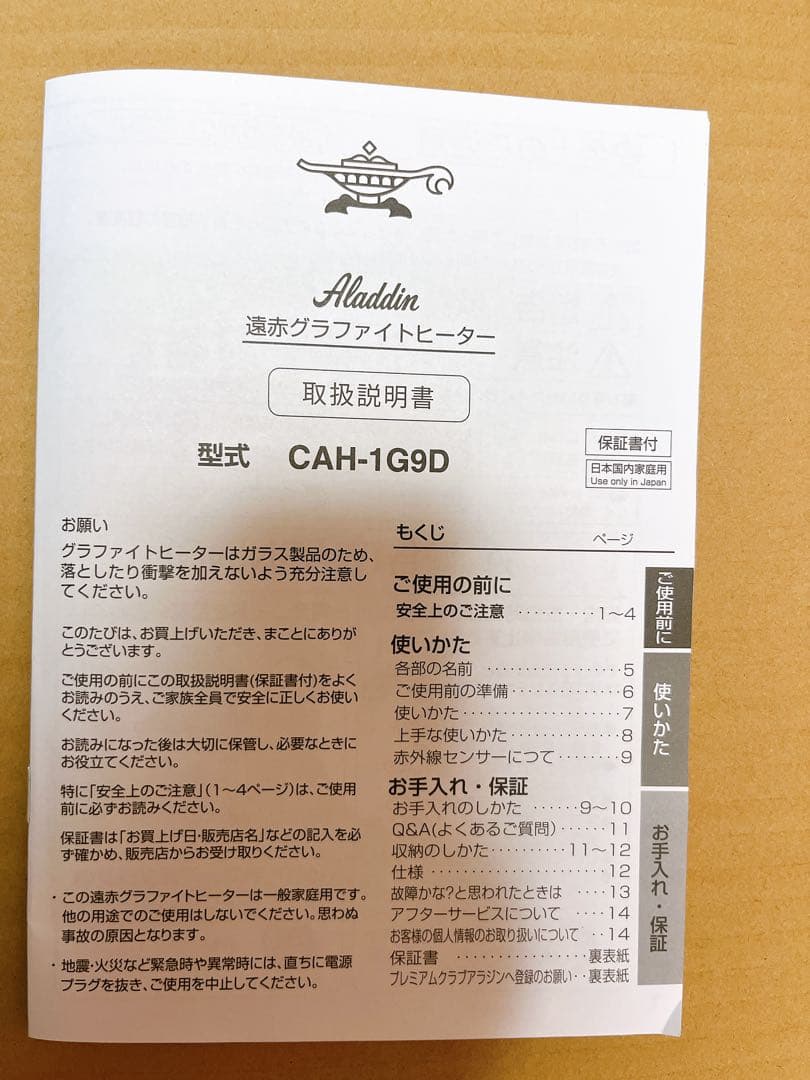 Aladdin
遠赤グラファイトヒーター
取扱説明書
型式 CAH-1G9D
保証書付
日本国内家庭用
Use only in Japan
お願い
グラファイトヒーターはガラス製品のため、
落としたり衝撃を加えないよう充分注意し
てください。
このたびは、お買上げいただき、まことにありが
とうございます。
ご使用の前にこの取扱説明書(保証書付)をよく
お読みのうえ、ご家族全員で安全に正しくお使い
ください。
お読みになった後は大切に保管し、必要なときに
お役立てください。
特に「安全上のご注意」(1〜4ページ)は、ご使用
前に必ずお読みください。
保証書は「お買上げ日・販売店名」などの記入を必
ず確かめ、販売店からお受け取りください。
・この遠赤グラファイトヒーターは一般家庭用です。
他の用途でのご使用はしないでください。思わぬ
事故の原因となります。
・地震・火災など緊急時や異常時には、直ちに電源
プラグを抜き、ご使用を中止してください。
もくじ ページ
ご使用の前に
安全上のご注意 ・・・・・・・・・・1〜4
使いかた
各部の名前 ・・・・・・・・・・・・・・・・・5
ご使用前の準備・・・・・・・・・・・・・6
使いかた・・・・・・・・・・・・・・・・・・・7
上手な使いかた・・・・・・・・・・・・・8
赤外線センサーにつて・・・・・・・・9
お手入れ・保証
お手入れのしかた ・・・・・・9〜10
Q&A(よくあるご質問)・・・・・・11
収納のしかた・・・・・・・・・・11〜12
仕様 ・・・・・・・・・・・・・・・・・・・・・12
故障かな?と思われたときは ・・・・13
アフターサービスについて ・・・・14
お客様の個人情報のお取り扱いについて ・・14
保証書 ・・・・・・・・・・・・・・・・裏表紙
プレミアムクラブアラジンへ登録のお願い・・裏表紙
ご使用前に
使いかた
お手入れ・保証